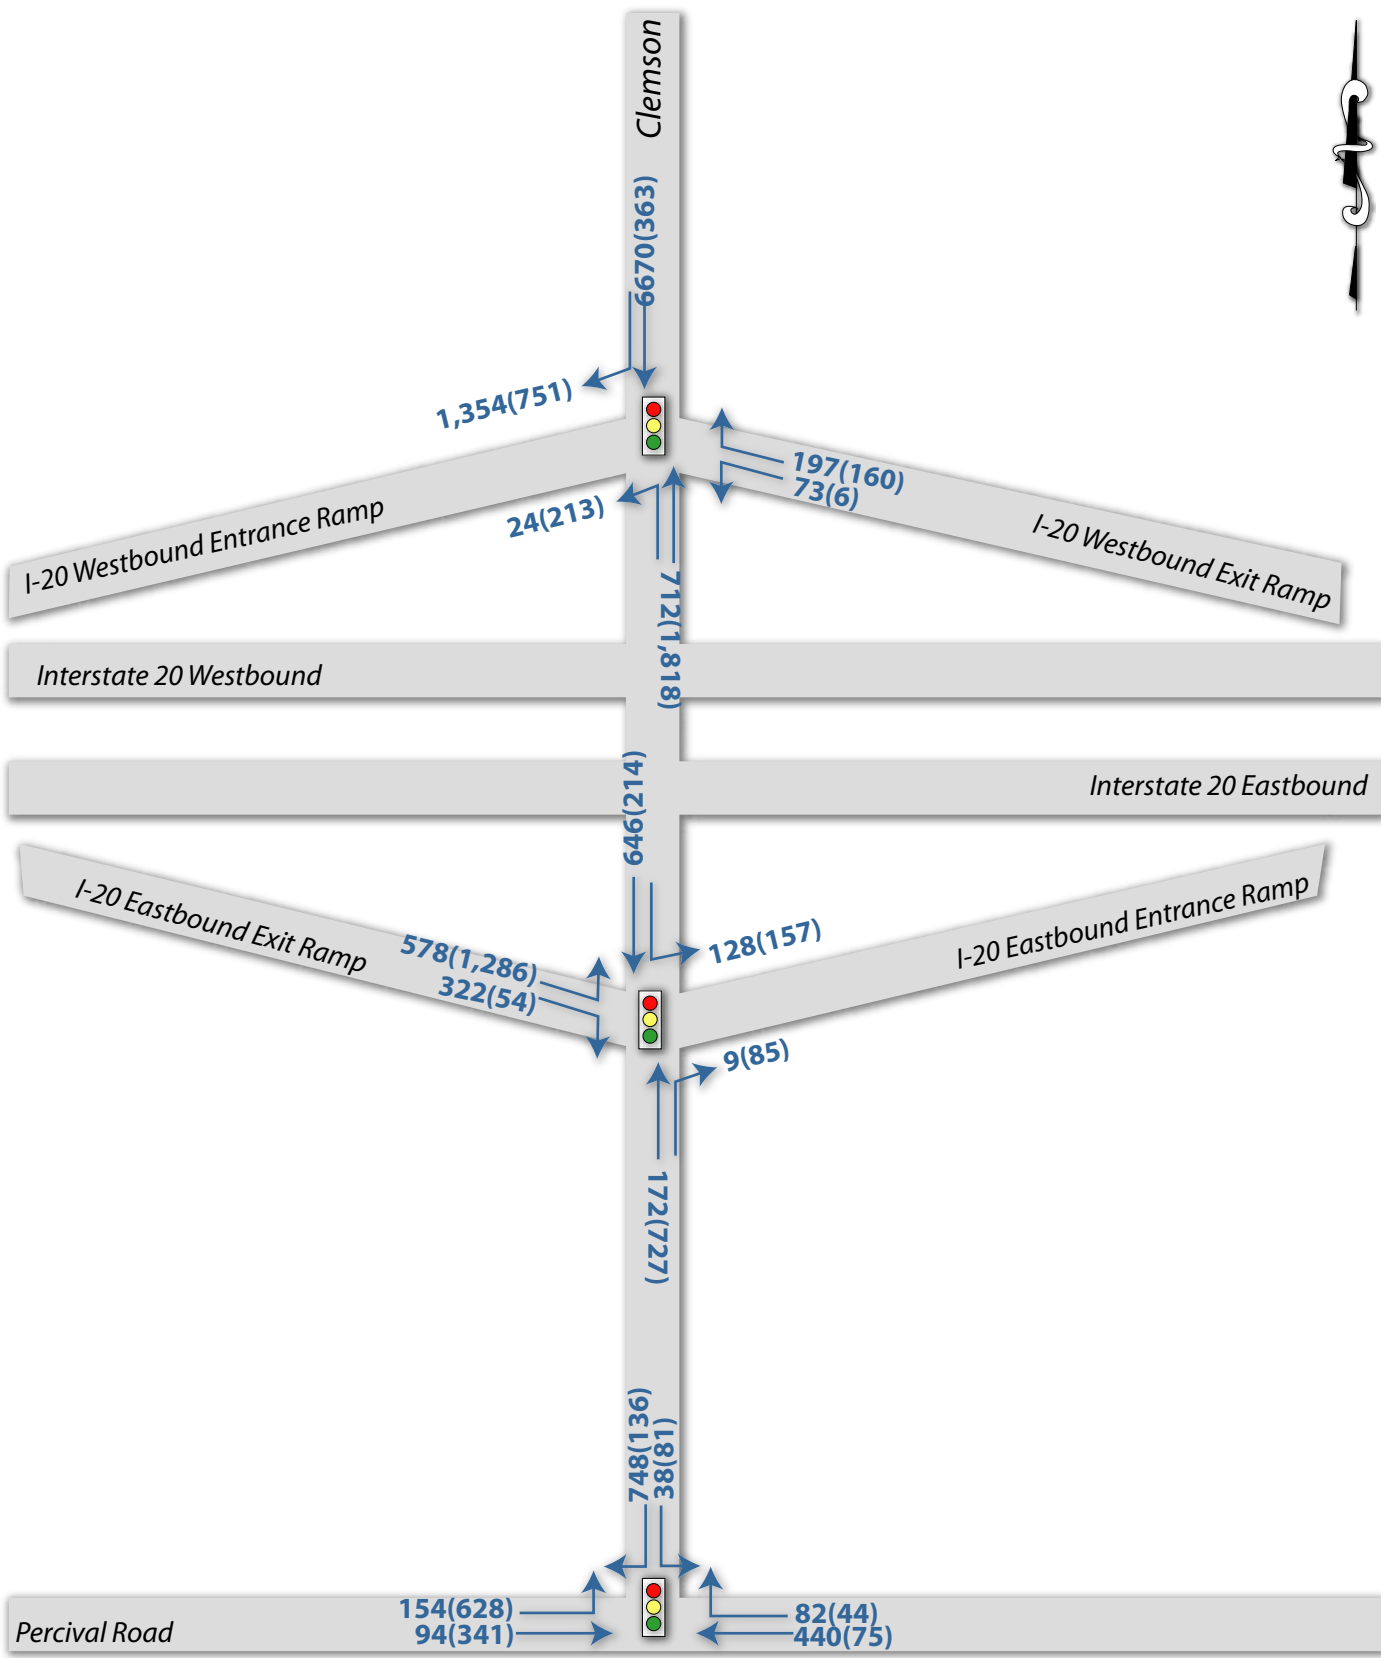 Clemson
6670(363)
1,354(751)
197(160)
73(6)
24(213)
I-20 Westbound Entrance Ramp
I-20 Westbound Exit Ramp
712(1,818)
Interstate 20 Westbound
646(214)
Interstate 20 Eastbound
I-20 Eastbound Exit Ramp
I-20 Eastbound Entrance Ramp
578(1,286)
322(54)
128(157)
9(85)
172(727)
748(136)
38(81)
154(628)
94(341)
82(44)
440(75)
Percival Road